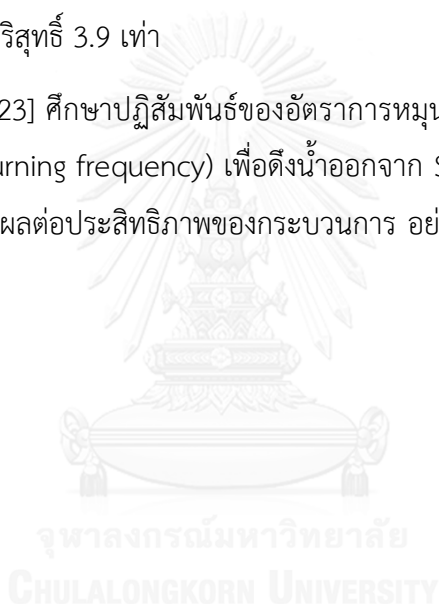 ริสุทธิ์ 3.9 เท่า
23] ศึกษาปฏิสัมพันธ์ของอัตราการหมุน
urning frequency) เพื่อดึงน้ำออกจาก S
ผลต่อประสิทธิภาพของกระบวนการ อย่
จุฬาลงกรณ์มหาวิทยาลัย
CHULALONGKORN UNIVERSITY